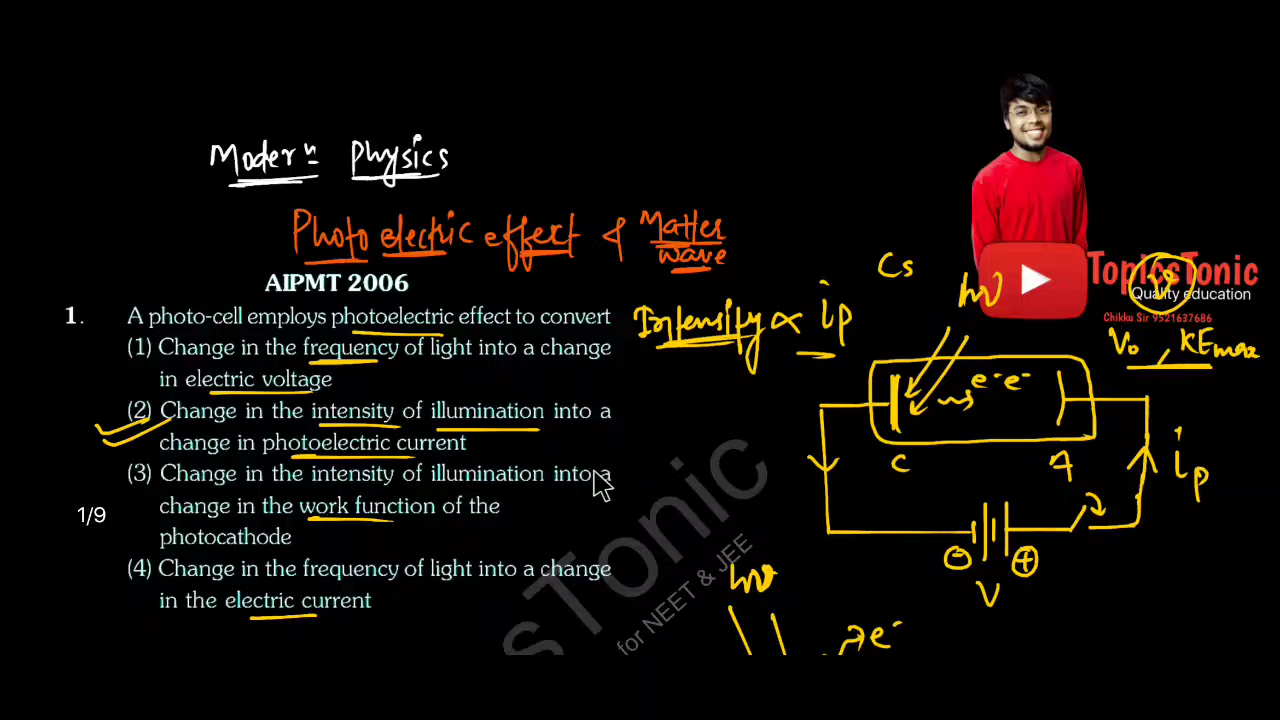 Modern Physics
Photo electric effect & Matter wave
AIPMT 2006
1. A photo-cell employs photoelectric effect to convert
(1) Change in the frequency of light into a change
in electric voltage
(2) Change in the intensity of illumination into a
change in photoelectric current
(3) Change in the intensity of illumination into a
change in the work function of the
photocathode
(4) Change in the frequency of light into a change
in the electric current
1/9
Intensity ∝ ip
Cs
hν
TopicsTonic
Quality education
Chikku Sir 9521637686
ν
V₀ , KEmax
e⁻ e⁻
C
A
ip
⊖
⊕
V
hν
e⁻
sTonic
for NEET & JEE